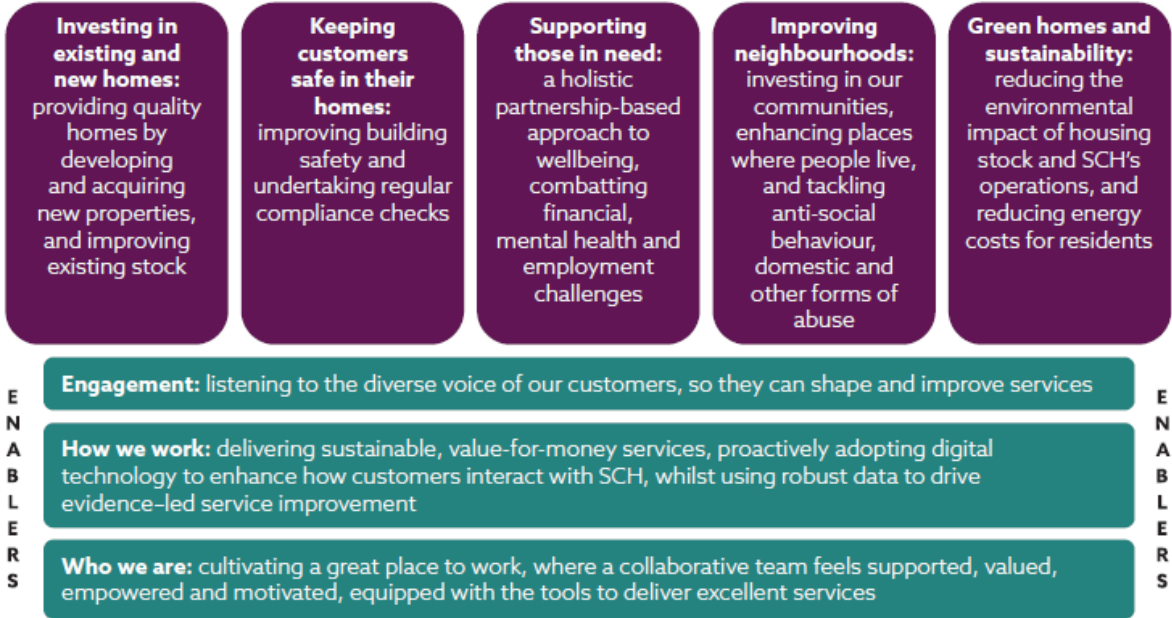 Investing in
existing and
new homes:
providing quality
homes by
developing
and acquiring
new properties,
and improving
existing stock
Keeping
customers
safe in their
homes:
improving building
safety and
undertaking regular
compliance checks
Supporting
those in need:
a holistic
partnership-based
approach to
wellbeing,
combatting
financial,
mental health and
employment
challenges
Improving
neighbourhoods:
investing in our
communities,
enhancing places
where people live,
and tackling
anti-social
behaviour,
domestic and
other forms of
abuse
Green homes and
sustainability:
reducing the
environmental
impact of housing
stock and SCH’s
operations, and
reducing energy
costs for residents
ENABLERS
Engagement: listening to the diverse voice of our customers, so they can shape and improve services
How we work: delivering sustainable, value-for-money services, proactively adopting digital
technology to enhance how customers interact with SCH, whilst using robust data to drive
evidence–led service improvement
Who we are: cultivating a great place to work, where a collaborative team feels supported, valued,
empowered and motivated, equipped with the tools to deliver excellent services
ENABLERS